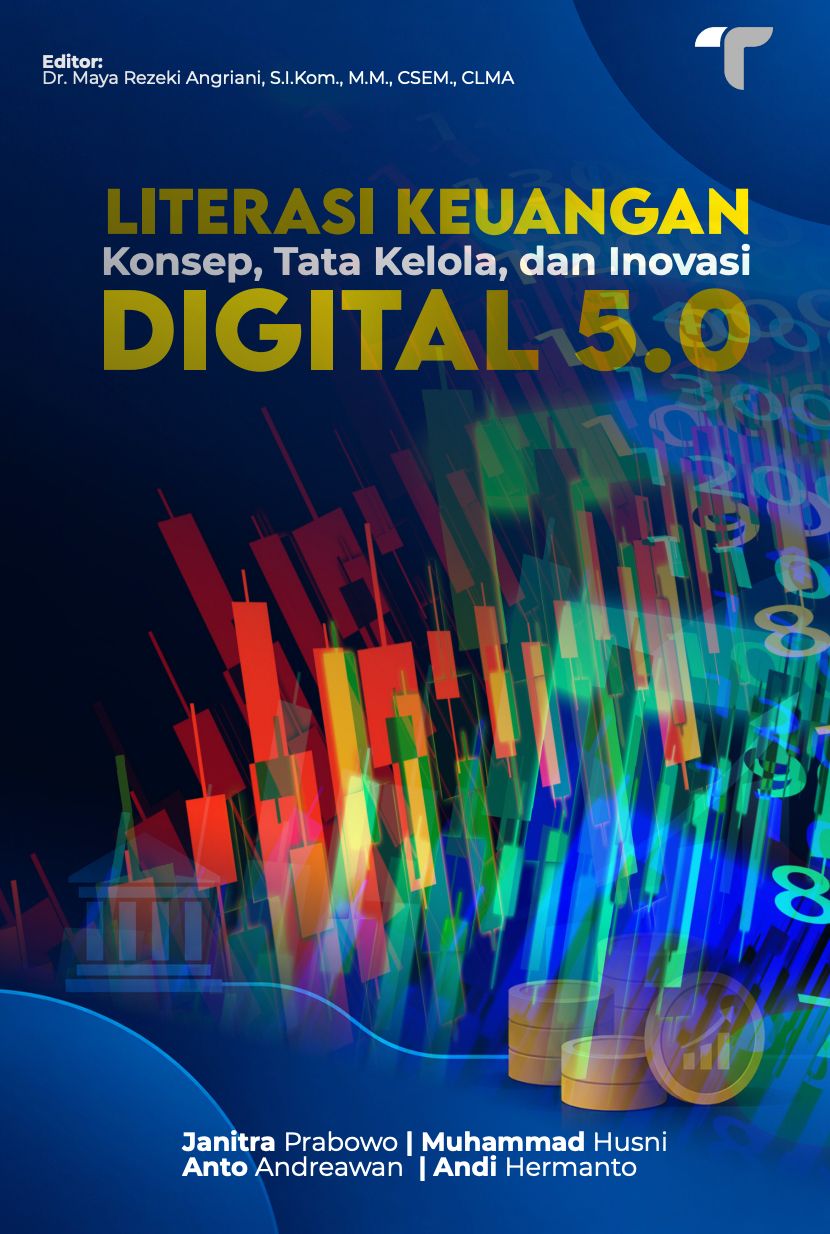 Editor:
Dr. Maya Rezeki Angriani, S.I.Kom., M.M., CSEM., CLMA
LITERASI KEUANGAN
Konsep, Tata Kelola, dan Inovasi
DIGITAL 5.0
Janitra Prabowo | Muhammad Husni
Anto Andreawan | Andi Hermanto